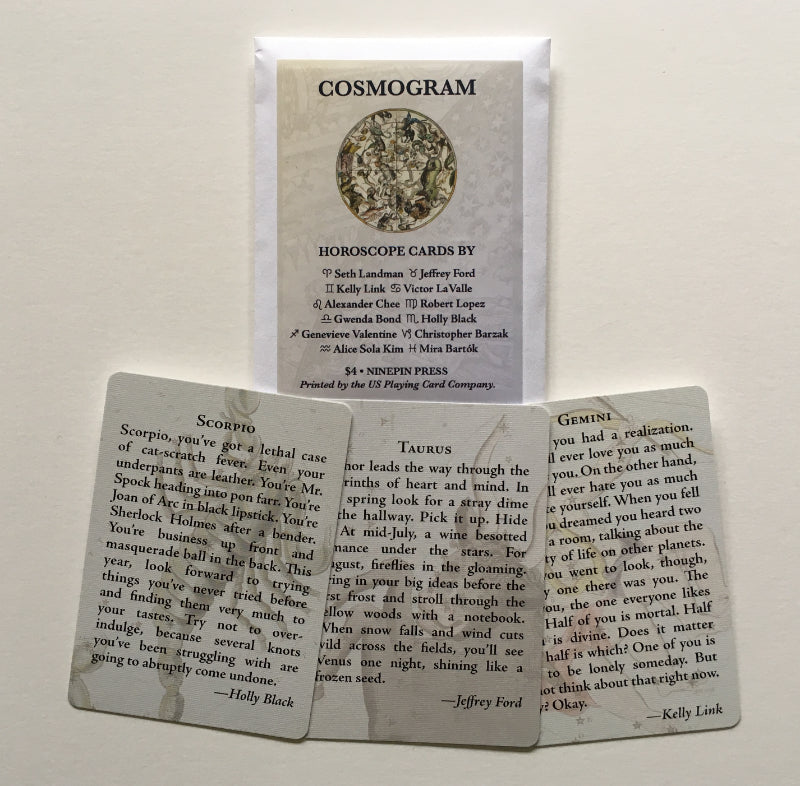 COSMOGRAM
HOROSCOPE CARDS BY
♈ Seth Landman ♉ Jeffrey Ford
♊ Kelly Link ♋ Victor LaValle
♌ Alexander Chee ♍ Robert Lopez
♎ Gwenda Bond ♏ Holly Black
♐ Genevieve Valentine ♑ Christopher Barzak
♒ Alice Sola Kim ♓ Mira Bartók
$4 • NINEPIN PRESS
Printed by the US Playing Card Company.
Scorpio
Scorpio, you've got a lethal case
of cat-scratch fever. Even your
underpants are leather. You're Mr.
Spock heading into pon farr. You're
Joan of Arc in black lipstick. You're
Sherlock Holmes after a bender.
You're business up front and
masquerade ball in the back. This
year, look forward to trying
things you've never tried before
and finding them very much to
your tastes. Try not to over-
indulge, because several knots
you've been struggling with are
going to abruptly come undone.
—Holly Black
Taurus
leads the way through the
of heart and mind. In
spring look for a stray dime
the hallway. Pick it up. Hide
At mid-July, a wine besotted
under the stars. For
fireflies in the gloaming.
in your big ideas before the
frost and stroll through the
woods with a notebook.
When snow falls and wind cuts
wild across the fields, you'll see
Venus one night, shining like a
frozen seed.
—Jeffrey Ford
Gemini
you had a realization.
ever love you as much
you. On the other hand,
ever hate you as much
yourself. When you fell
dreamed you heard two
a room, talking about the
of life on other planets.
you went to look, though,
one there was you. The
the one everyone likes
Half of you is mortal. Half
is divine. Does it matter
half is which? One of you is
to be lonely someday. But
not think about that right now.
Okay.
—Kelly Link